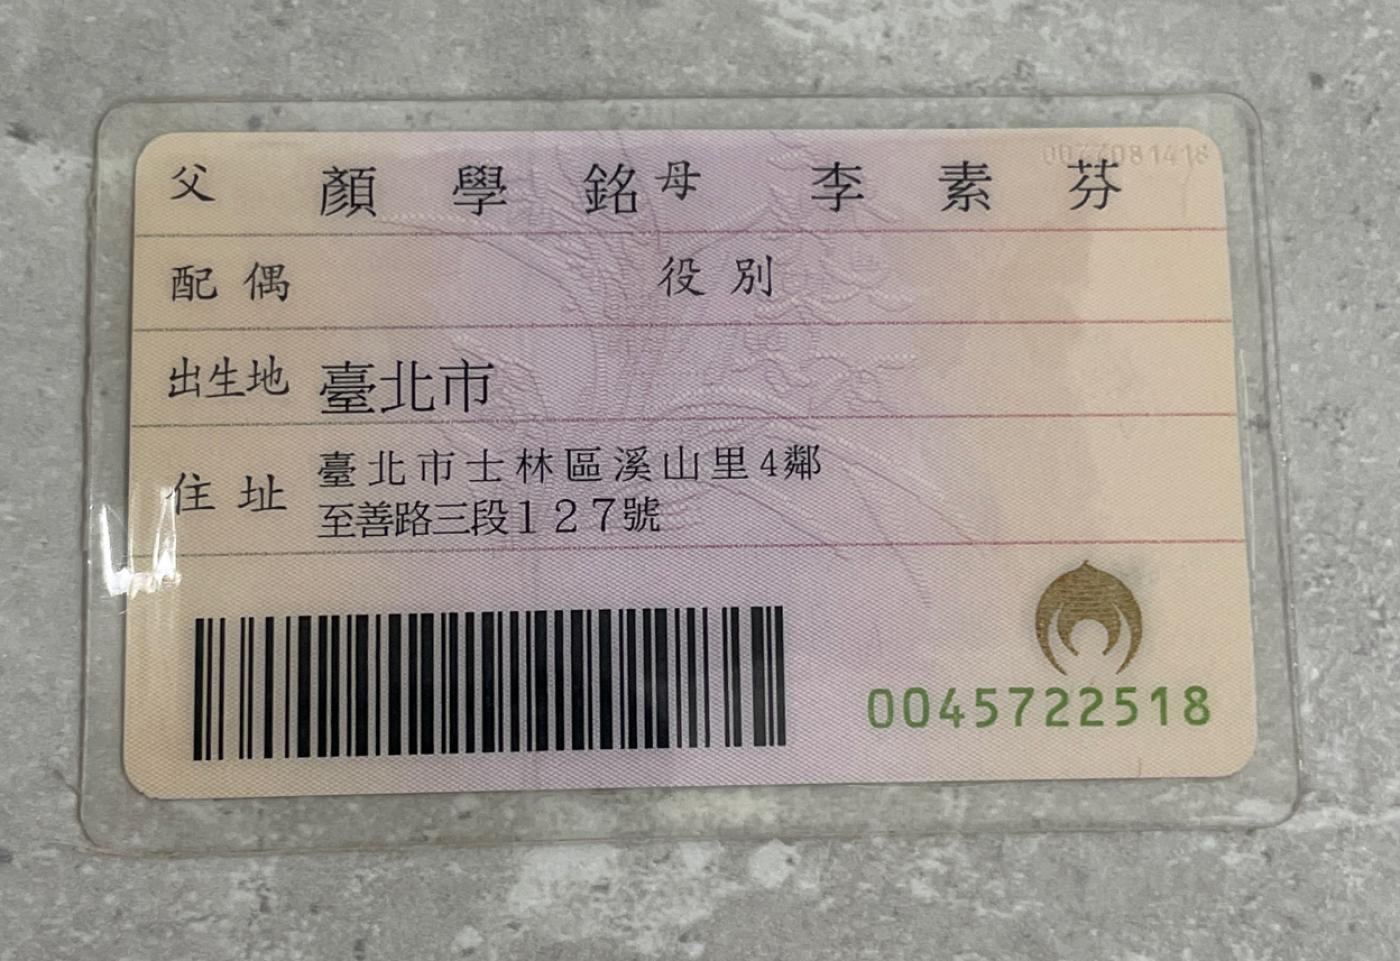 父 顏學銘 母 李素芬
0077081418
配偶 役別
出生地 臺北市
住址 臺北市士林區溪山里4鄰
至善路三段127號
0045722518